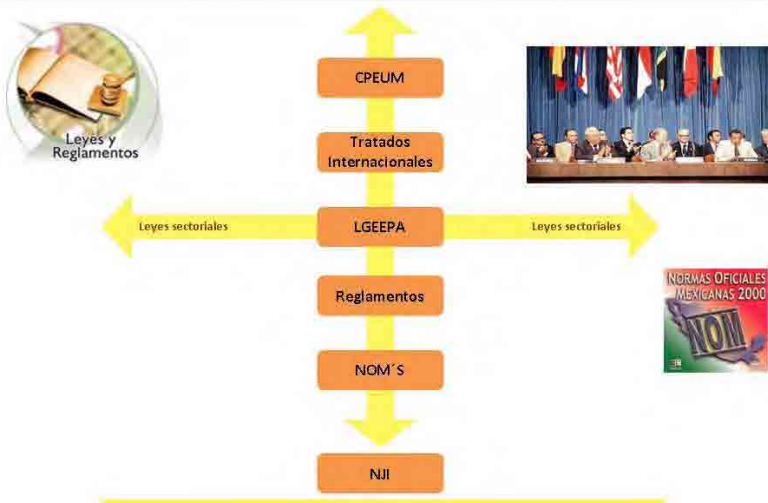 CPEUM
Leyes y
Reglamentos
Tratados
Internacionales
Leyes sectoriales
LGEEPA
Leyes sectoriales
NORMAS OFICIALES
MEXICANAS 2000
NOM
Reglamentos
NOM´S
NJI